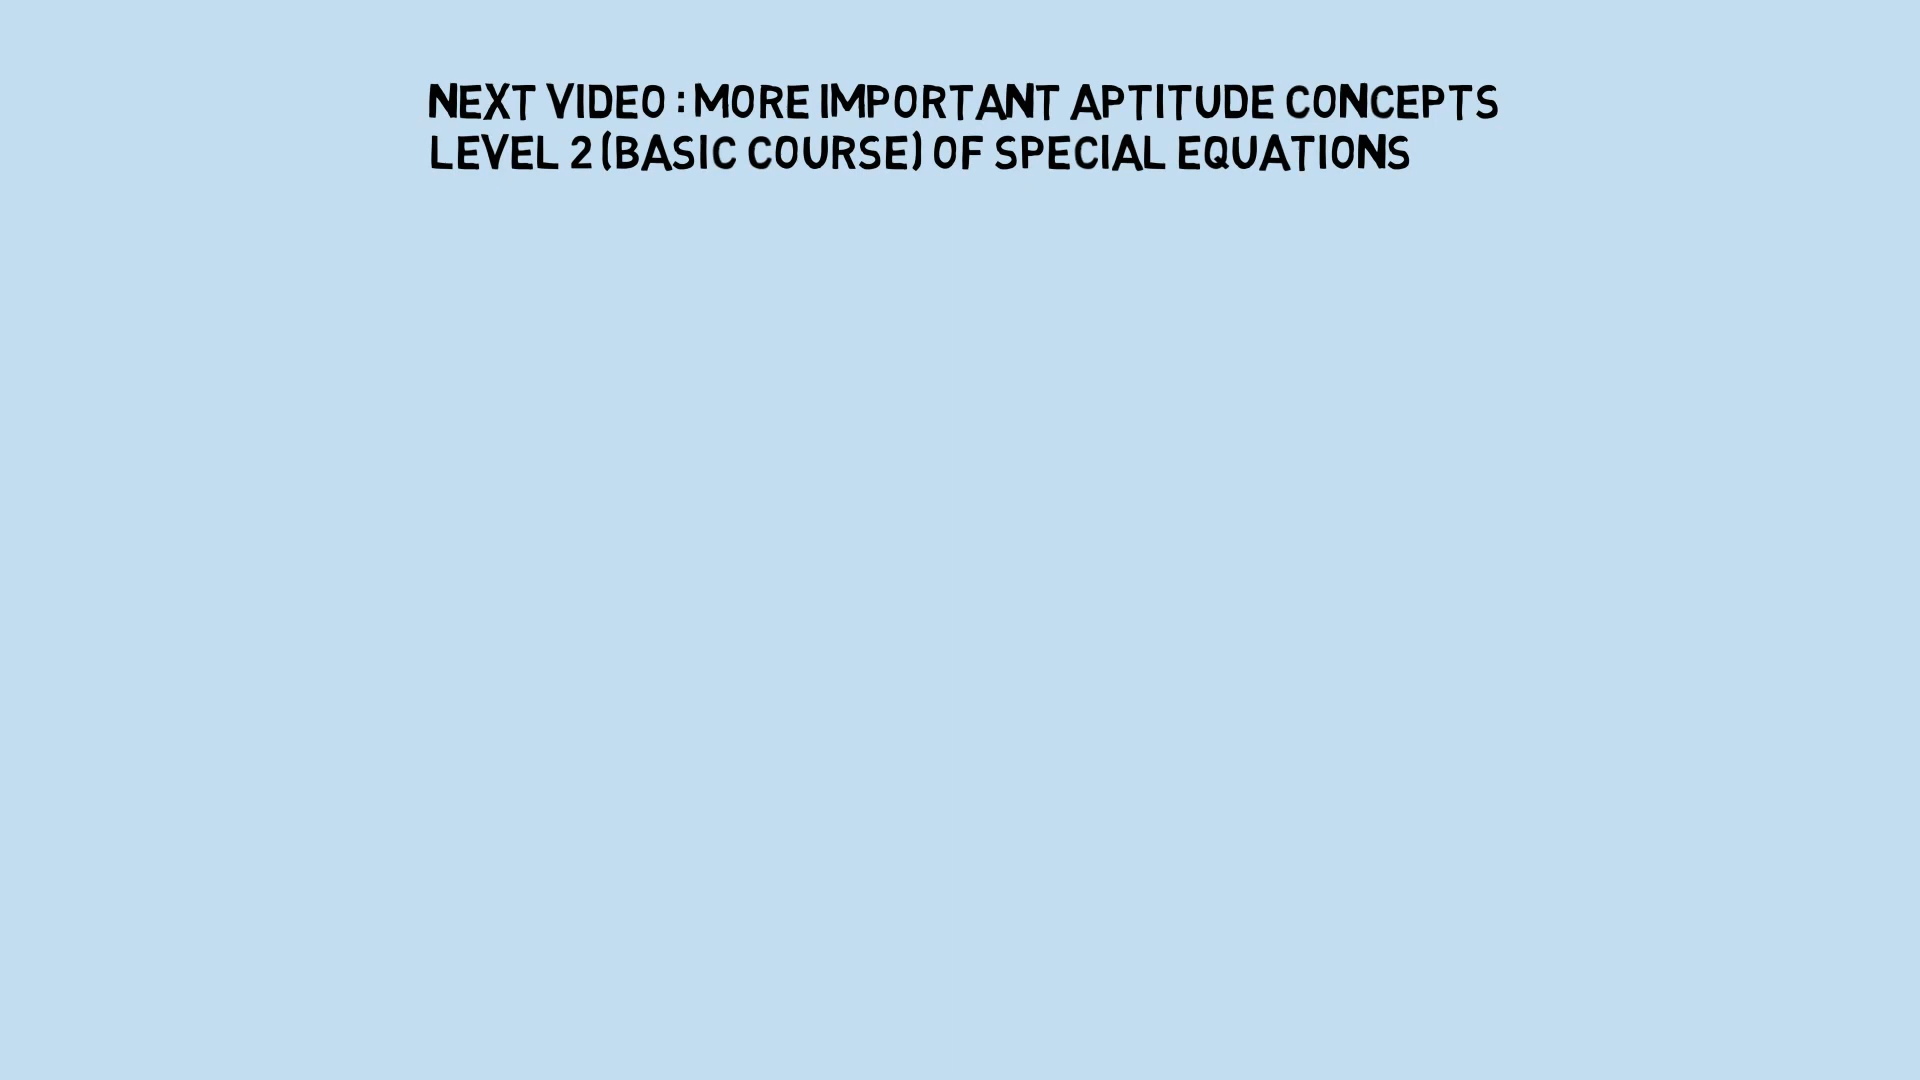 NEXT VIDEO : MORE IMPORTANT APTITUDE CONCEPTS
LEVEL 2 (BASIC COURSE) OF SPECIAL EQUATIONS